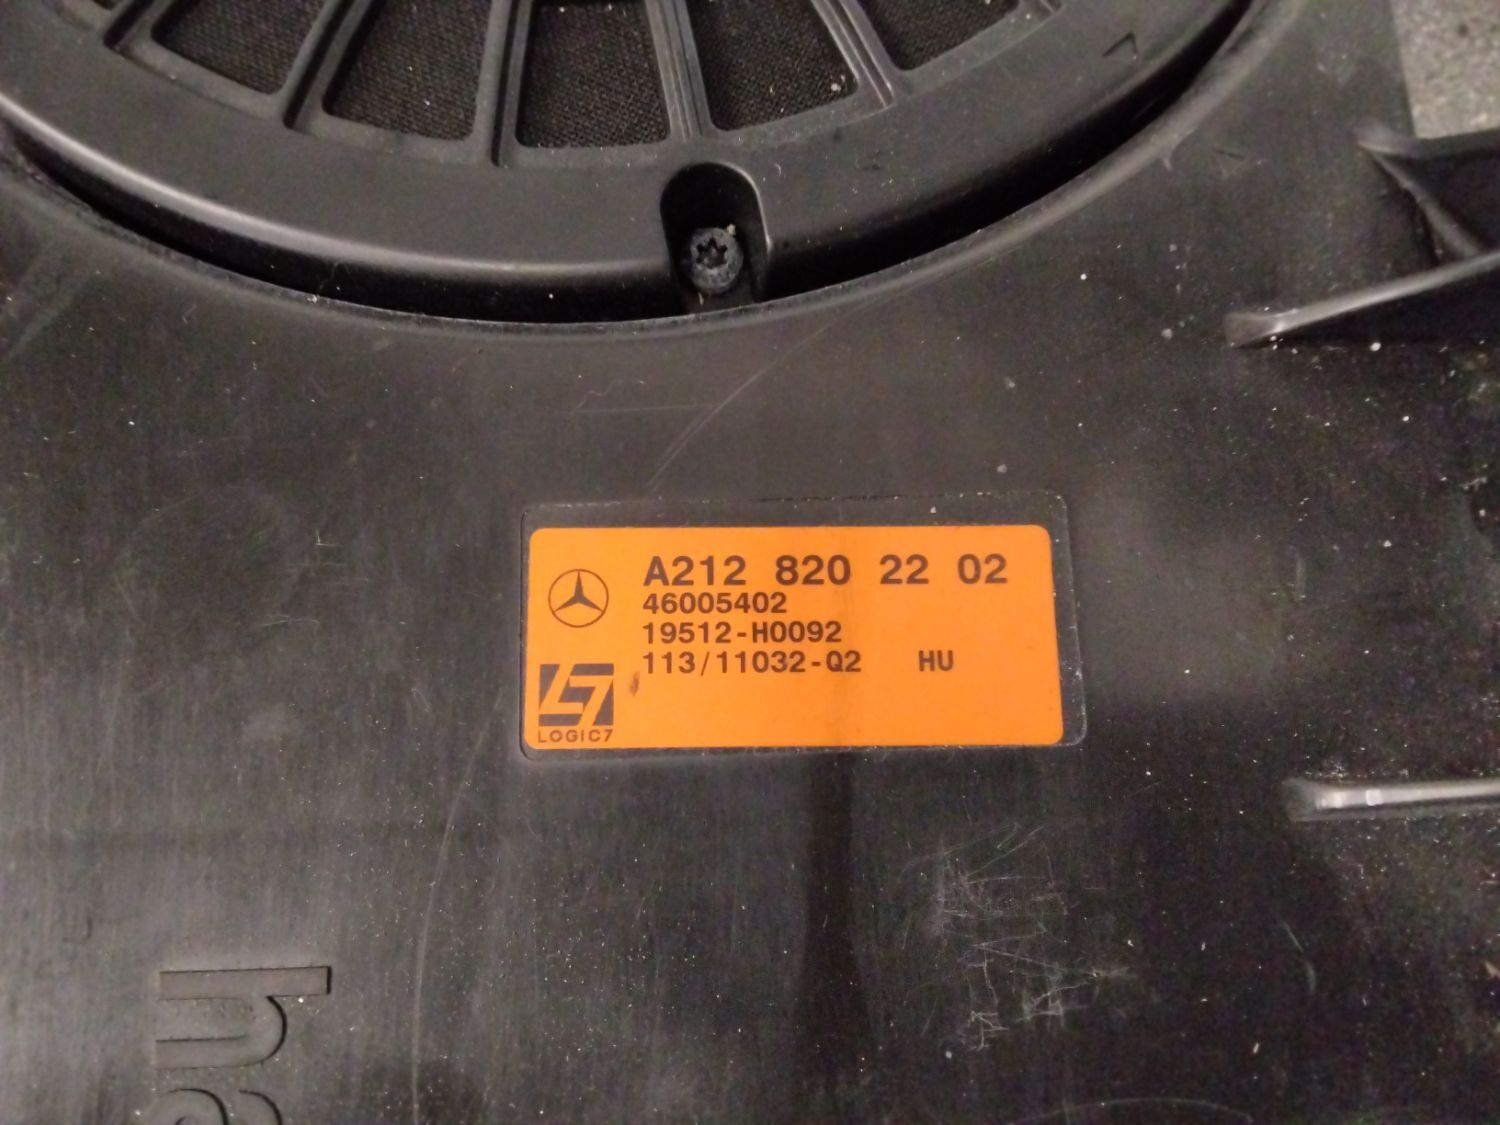 A212 820 22 02
46005402
19512-H0092
113/11032-Q2 HU
LOGIC7
h